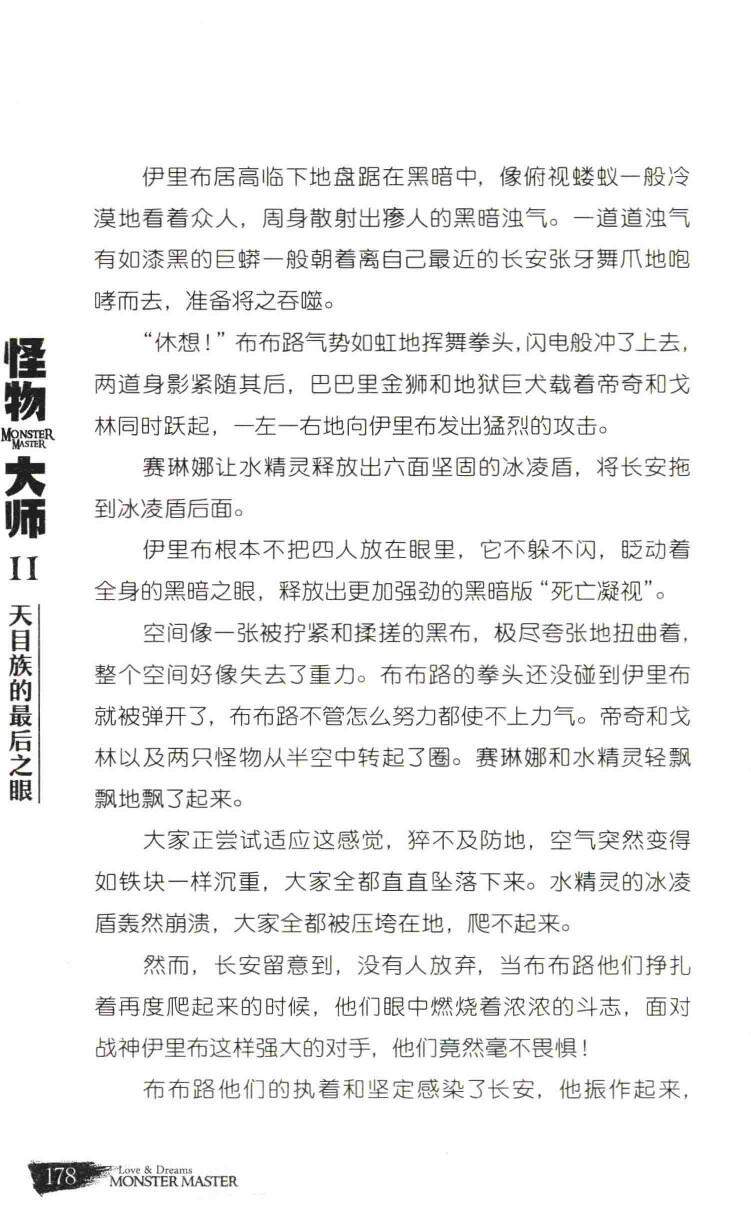 伊里布居高临下地盘踞在黑暗中，像俯视蝼蚁一般冷
漠地看着众人，周身散射出瘆人的黑暗浊气。一道道浊气
有如漆黑的巨蟒一般朝着离自己最近的长安张牙舞爪地咆
哮而去，准备将之吞噬。
“休想！”布布路气势如虹地挥舞拳头，闪电般冲了上去，
两道身影紧随其后，巴巴里金狮和地狱巨犬载着帝奇和戈
林同时跃起，一左一右地向伊里布发出猛烈的攻击。
赛琳娜让水精灵释放出六面坚固的冰凌盾，将长安拖
到冰凌盾后面。
伊里布根本不把四人放在眼里，它不躲不闪，眨动着
全身的黑暗之眼，释放出更加强劲的黑暗版“死亡凝视”。
空间像一张被拧紧和揉搓的黑布，极尽夸张地扭曲着，
整个空间好像失去了重力。布布路的拳头还没碰到伊里布
就被弹开了，布布路不管怎么努力都使不上力气。帝奇和戈
林以及两只怪物从半空中转起了圈。赛琳娜和水精灵轻飘
飘地飘了起来。
大家正尝试适应这感觉，猝不及防地，空气突然变得
如铁块一样沉重，大家全都直直坠落下来。水精灵的冰凌
盾轰然崩溃，大家全都被压垮在地，爬不起来。
然而，长安留意到，没有人放弃，当布布路他们挣扎
着再度爬起来的时候，他们眼中燃烧着浓浓的斗志，面对
战神伊里布这样强大的对手，他们竟然毫不畏惧！
布布路他们的执着和坚定感染了长安，他振作起来，
怪物
MONSTER
MASTER
大师
11
天目族的最后之眼
178
Love & Dreams
MONSTER MASTER